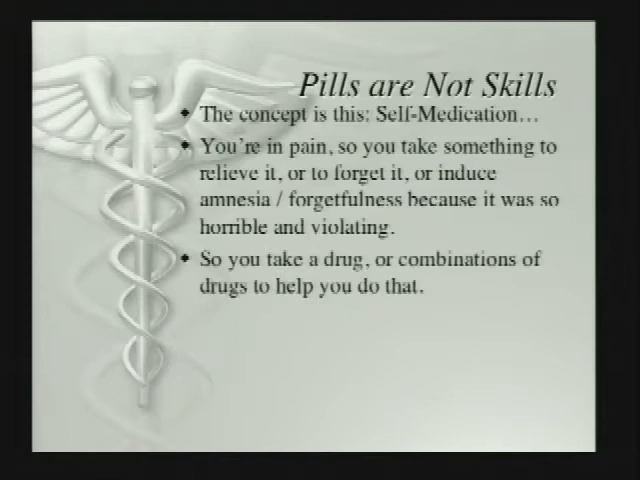 Pills are Not Skills
• The concept is this: Self-Medication…
• You're in pain, so you take something to
relieve it, or to forget it, or induce
amnesia / forgetfulness because it was so
horrible and violating.
• So you take a drug, or combinations of
drugs to help you do that.